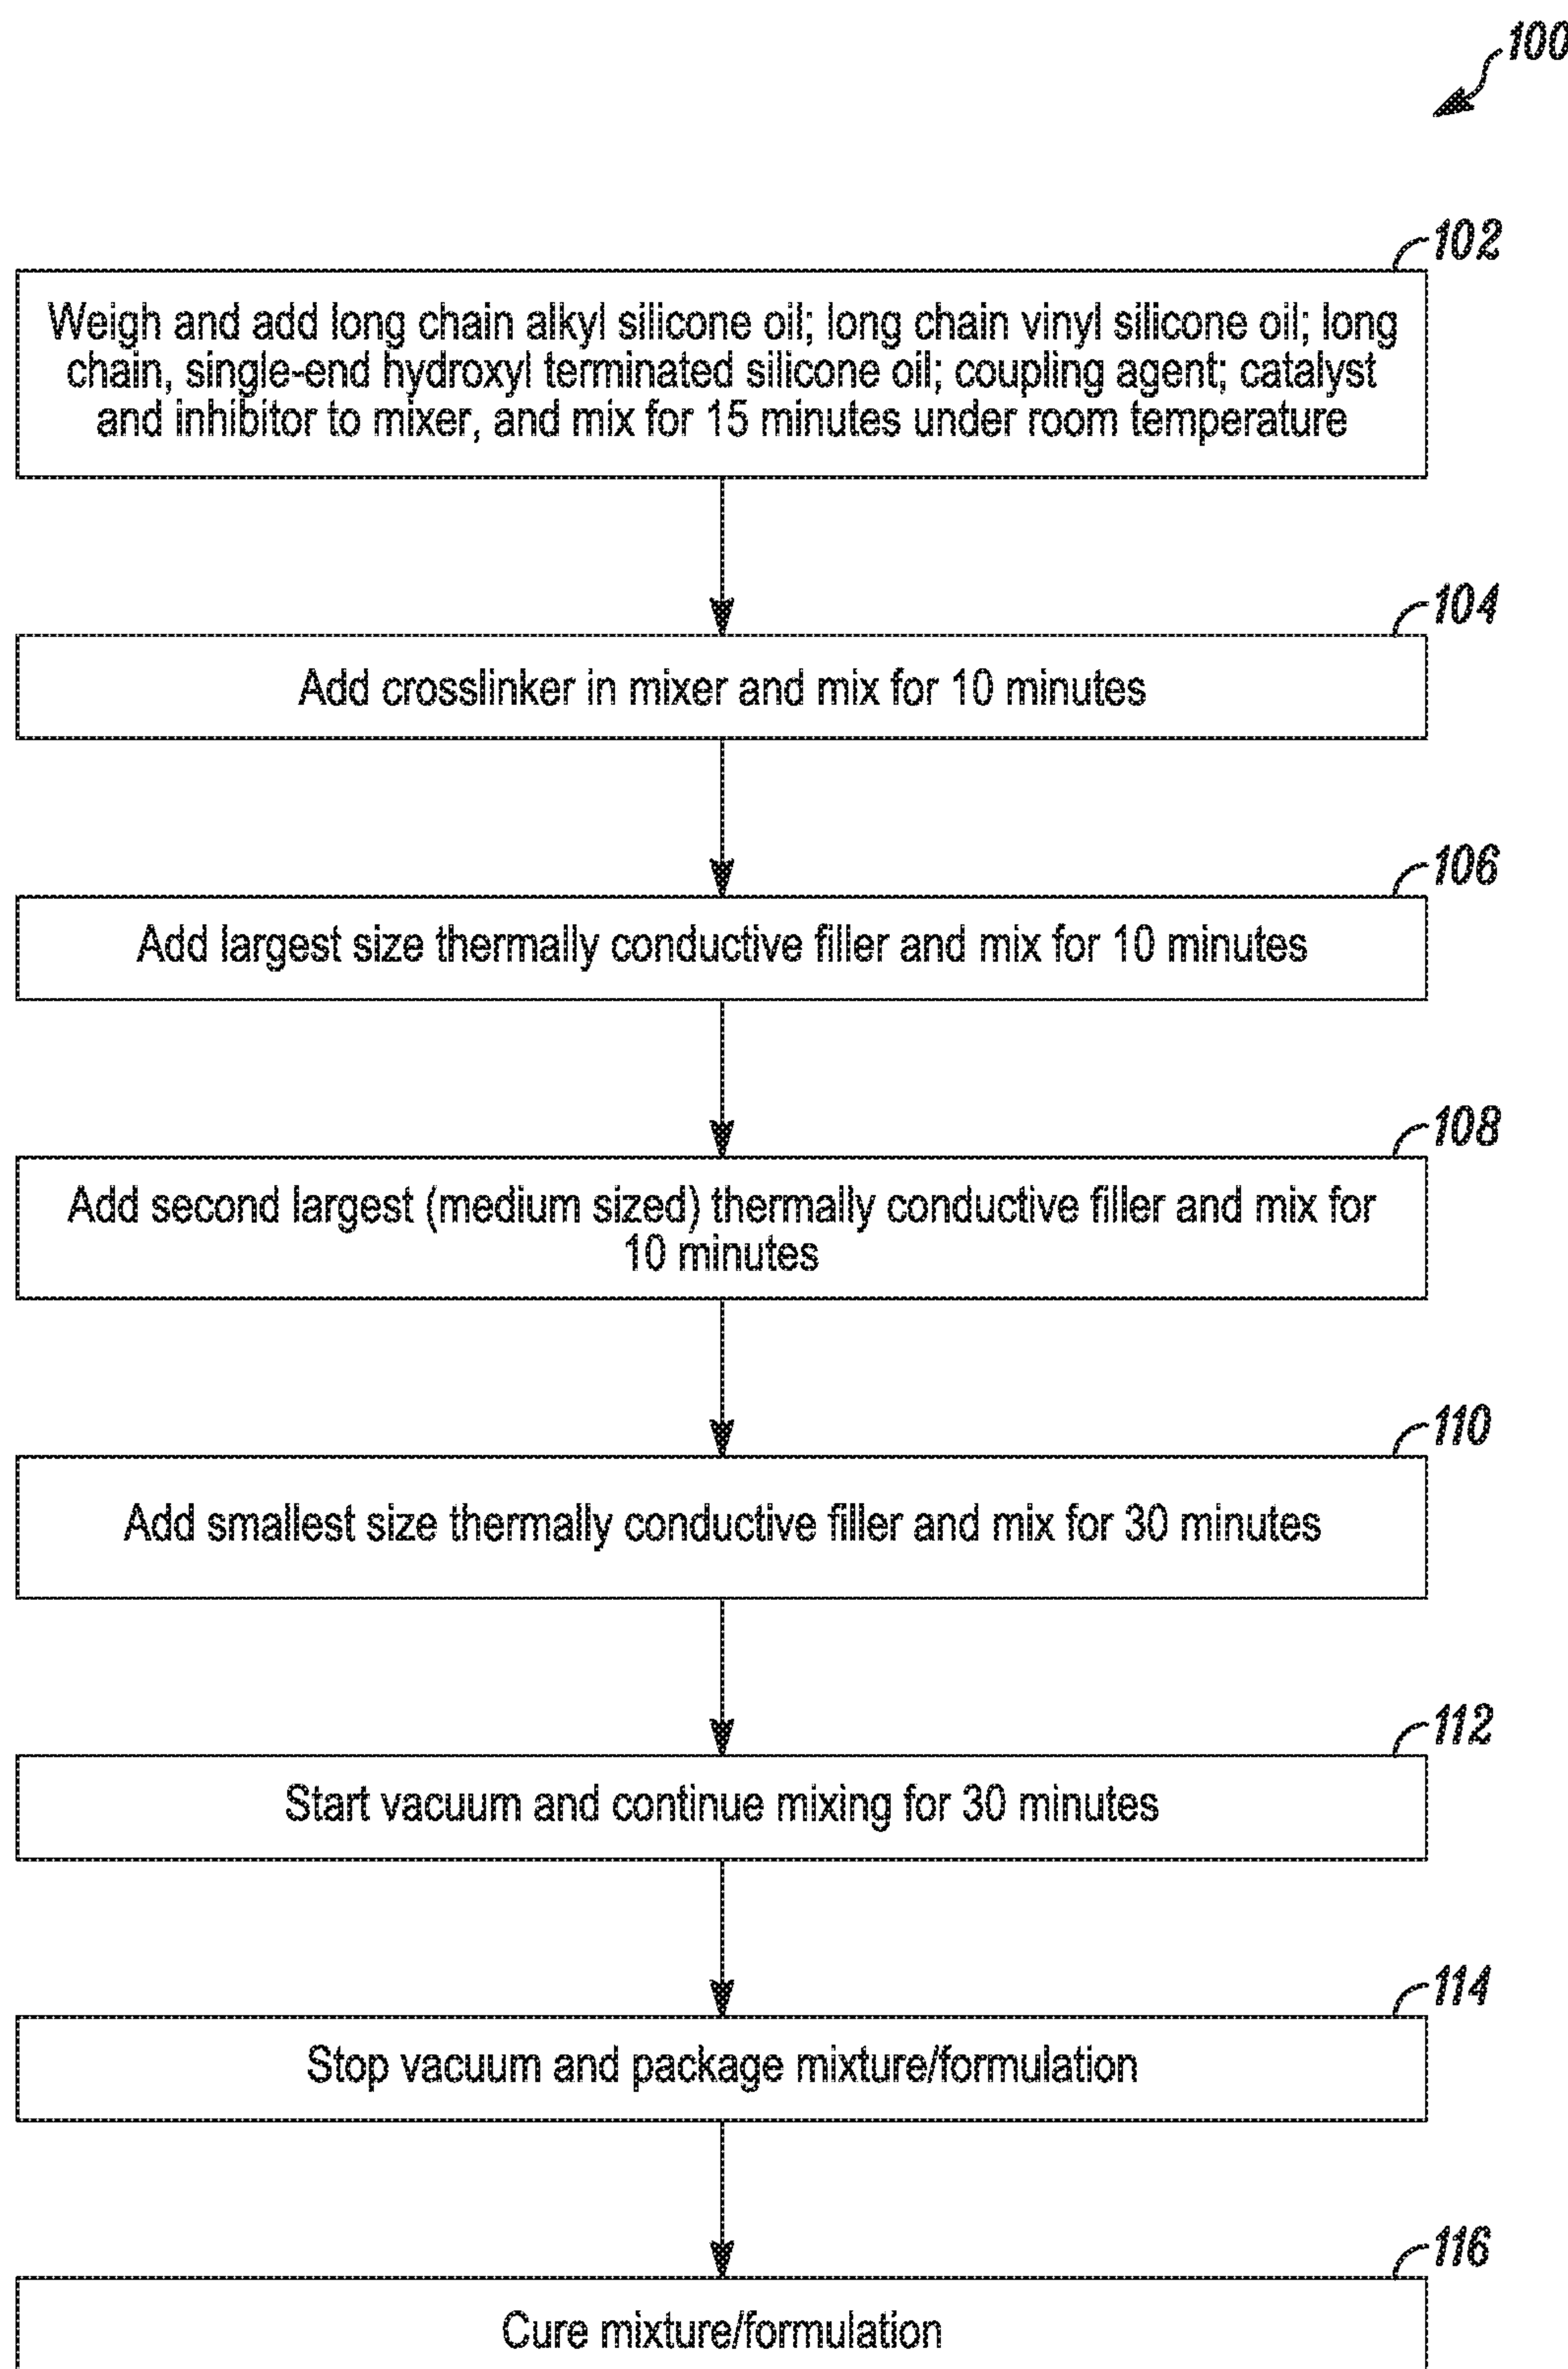 100
102
Weigh and add long chain alkyl silicone oil; long chain vinyl silicone oil; long
chain, single-end hydroxyl terminated silicone oil; coupling agent; catalyst
and inhibitor to mixer, and mix for 15 minutes under room temperature
104
Add crosslinker in mixer and mix for 10 minutes
106
Add largest size thermally conductive filler and mix for 10 minutes
108
Add second largest (medium sized) thermally conductive filler and mix for
10 minutes
110
Add smallest size thermally conductive filler and mix for 30 minutes
112
Start vacuum and continue mixing for 30 minutes
114
Stop vacuum and package mixture/formulation
116
Cure mixture/formulation